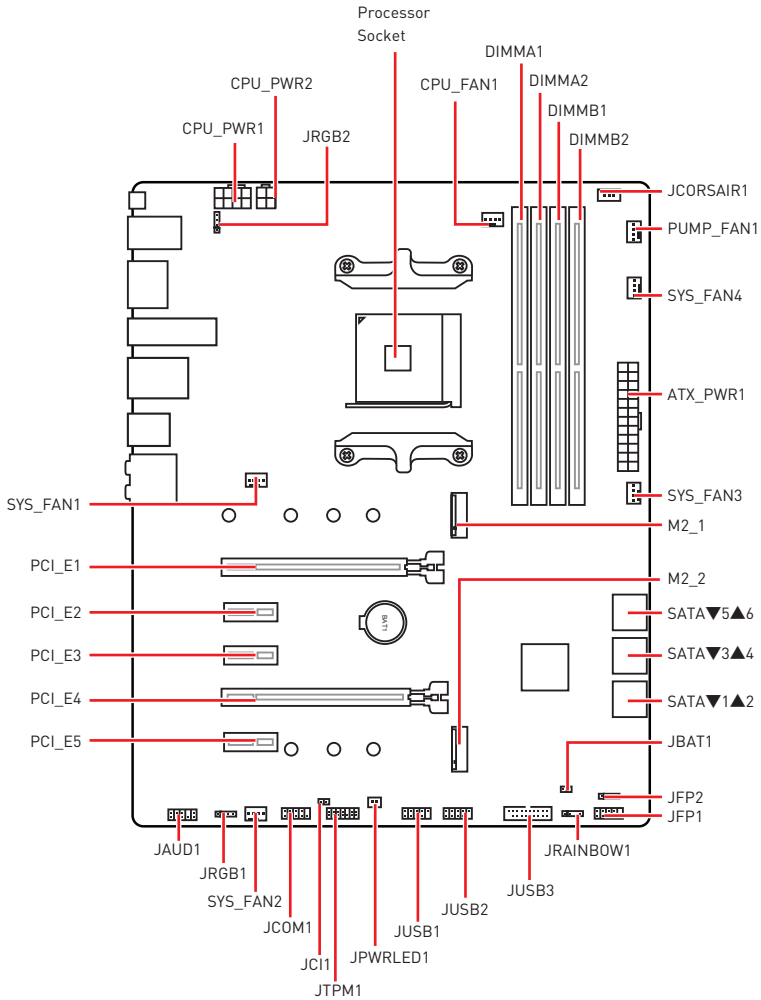 Processor
Socket
DIMMA1
CPU_PWR2
CPU_FAN1
DIMMA2
DIMMB1
CPU_PWR1
JRGB2
DIMMB2
JCORSAIR1
PUMP_FAN1
SYS_FAN4
ATX_PWR1
SYS_FAN1
SYS_FAN3
M2_1
PCI_E1
M2_2
PCI_E2
BAT1
SATA▼5▲6
PCI_E3
SATA▼3▲4
PCI_E4
SATA▼1▲2
PCI_E5
JBAT1
JFP2
JFP1
JAUD1
JRAINBOW1
JRGB1
SYS_FAN2
JUSB3
JUSB2
JCOM1
JUSB1
JPWRLED1
JCI1
JTPM1